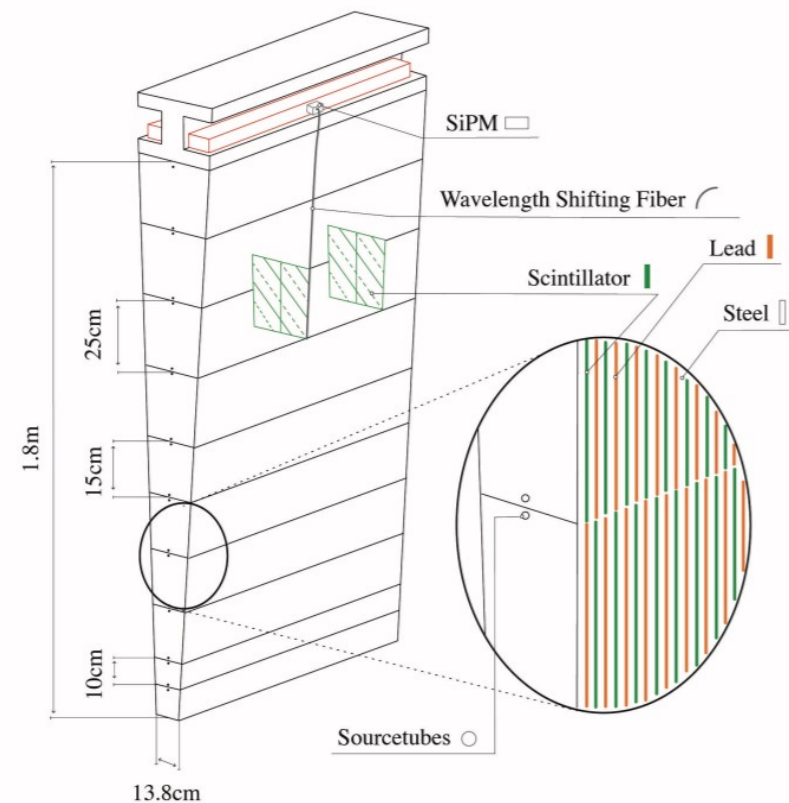 SiPM
Wavelength Shifting Fiber
Lead
Scintillator
Steel
25cm
1.8m
15cm
10cm
Sourcetubes
13.8cm